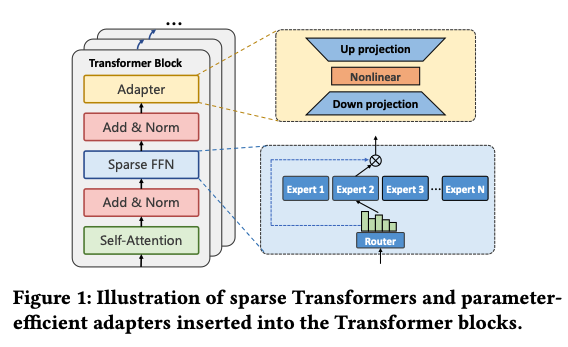 ...
Transformer Block
Adapter
Add & Norm
Sparse FFN
Add & Norm
Self-Attention
Up projection
Nonlinear
Down projection
Expert 1 Expert 2 Expert 3 ... Expert N
Router
Figure 1: Illustration of sparse Transformers and parameter-
efficient adapters inserted into the Transformer blocks.